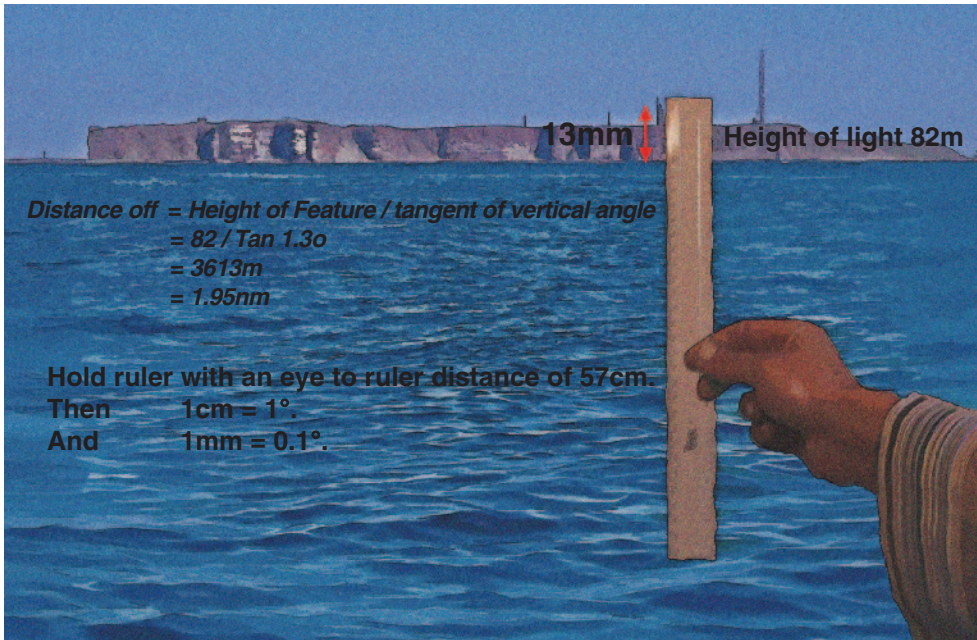 13mm
Height of light 82m
Distance off = Height of Feature / tangent of vertical angle
= 82 / Tan 1.3o
= 3613m
= 1.95nm
Hold ruler with an eye to ruler distance of 57cm.
Then 1cm = 1°.
And 1mm = 0.1°.